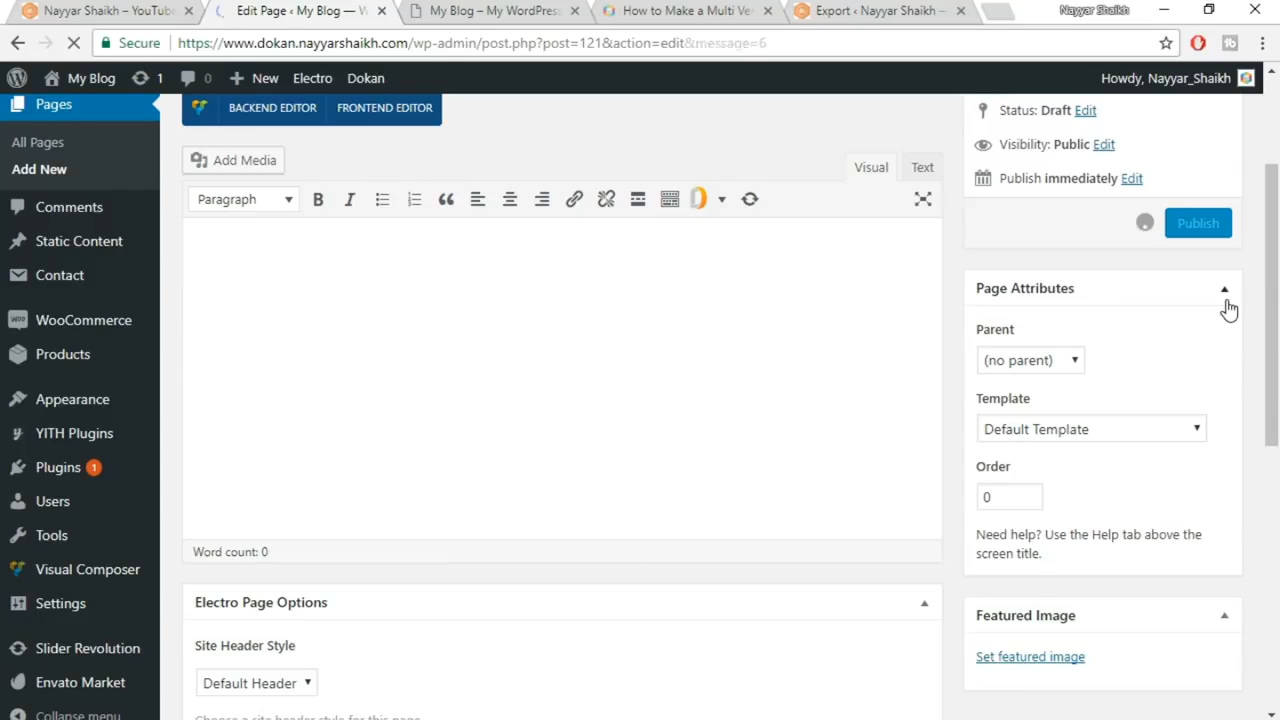 Nayyar Shaikh – YouTube
Edit Page ‹ My Blog — W
My Blog – My WordPress
How to Make a Multi Ve
Export ‹ Nayyar Shaikh —
Nayyar Shaikh
Secure
https://www.dokan.nayyarshaikh.com/wp-admin/post.php?post=121&action=edit&message=6
My Blog
1
0
New
Electro
Dokan
Howdy, Nayyar_Shaikh
Pages
All Pages
Add New
Comments
Static Content
Contact
WooCommerce
Products
Appearance
YITH Plugins
Plugins 1
Users
Tools
Visual Composer
Settings
Slider Revolution
Envato Market
Collapse menu
BACKEND EDITOR
FRONTEND EDITOR
Add Media
Visual
Text
Paragraph
Word count: 0
Electro Page Options
Site Header Style
Default Header
Choose a site header style for this page.
Status: Draft Edit
Visibility: Public Edit
Publish immediately Edit
Publish
Page Attributes
Parent
(no parent)
Template
Default Template
Order
0
Need help? Use the Help tab above the
screen title.
Featured Image
Set featured image